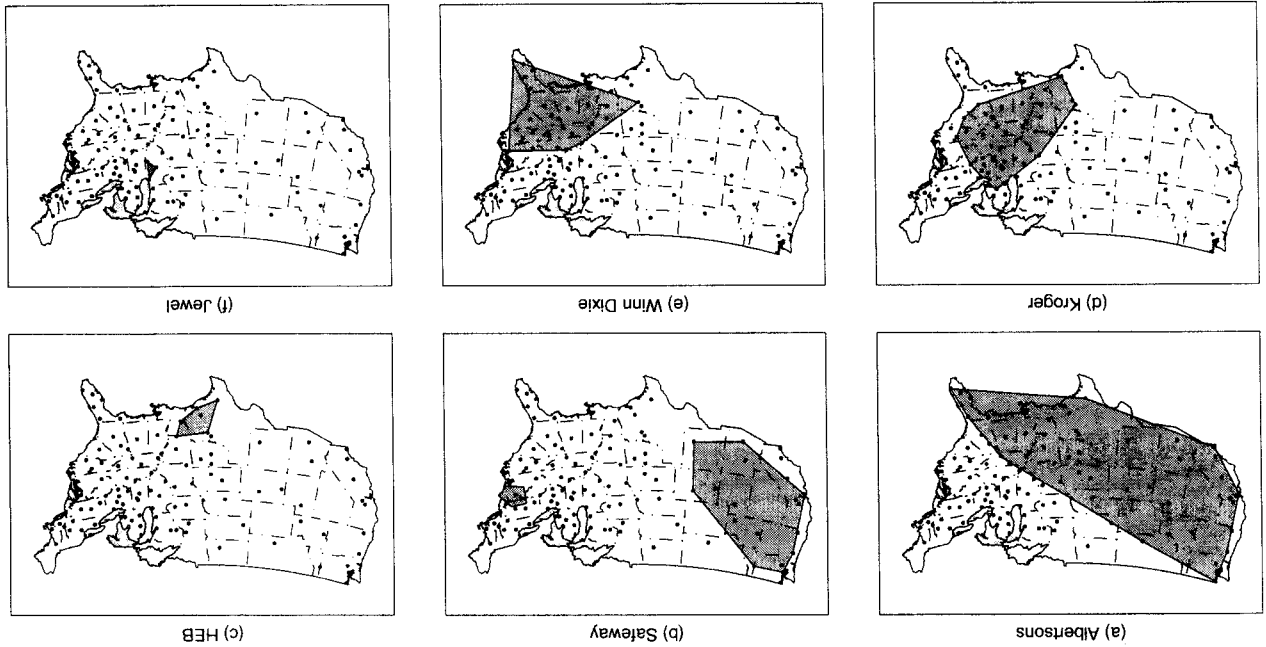 (a) Albertsons
(b) Safeway
(c) HEB
(d) Kroger
(e) Winn Dixie
(f) Jewel